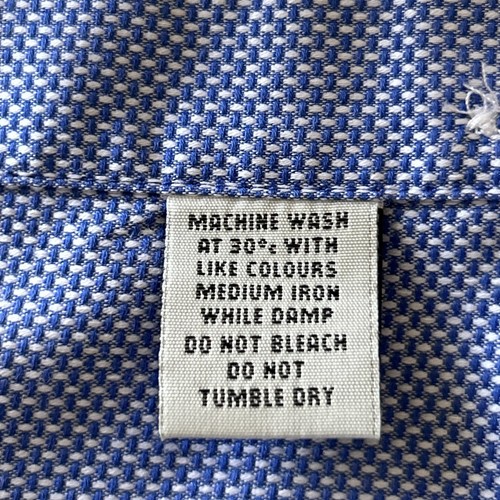 MACHINE WASH
AT 30°c WITH
LIKE COLOURS
MEDIUM IRON
WHILE DAMP
DO NOT BLEACH
DO NOT
TUMBLE DRY